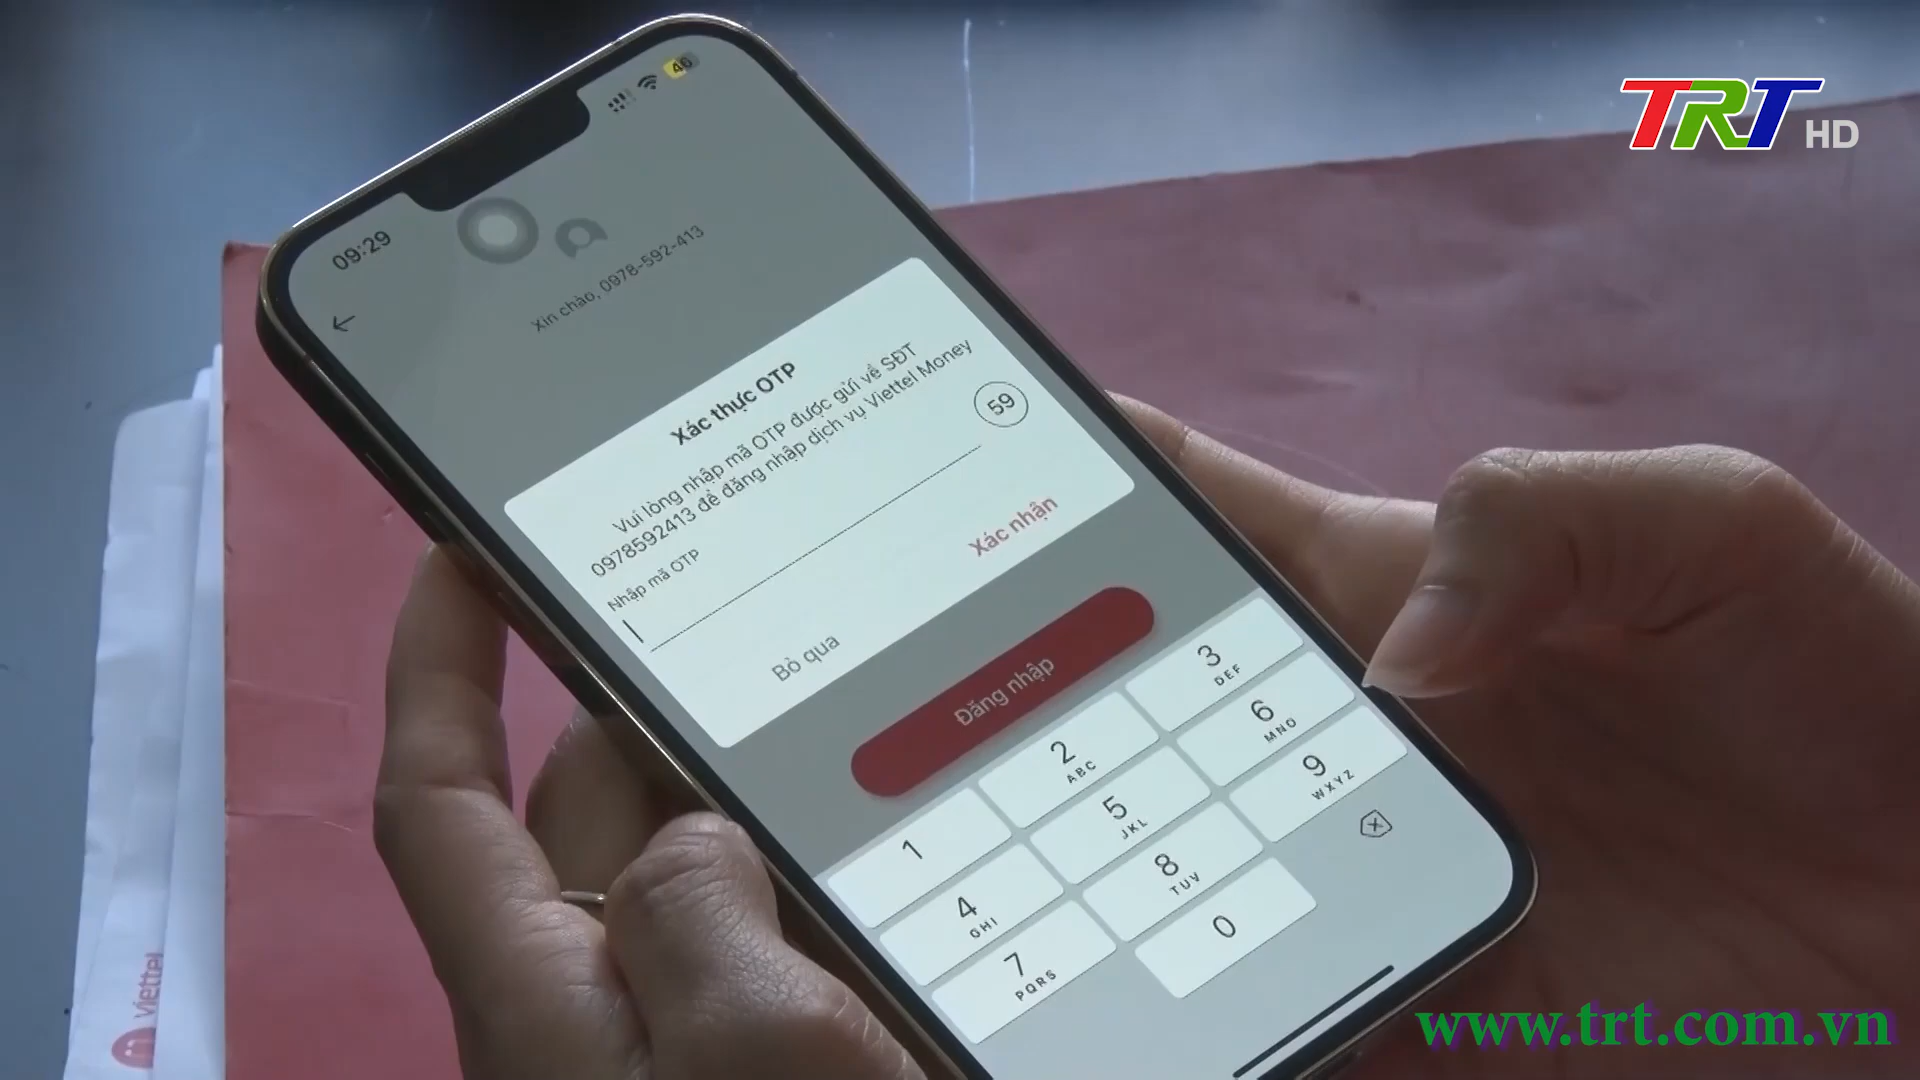 TRT HD
09:29
40
Xin chào, 0978-592-413
Xác thực OTP
Vui lòng nhập mã OTP được gửi về SĐT
0978592413 để đăng nhập dịch vụ Viettel Money
59
Nhập mã OTP
Bỏ qua
Xác nhận
Đăng nhập
1
2 ABC
3 DEF
4 GHI
5 JKL
6 MNO
7 PQRS
8 TUV
9 WXYZ
0
viettel
www.trt.com.vn